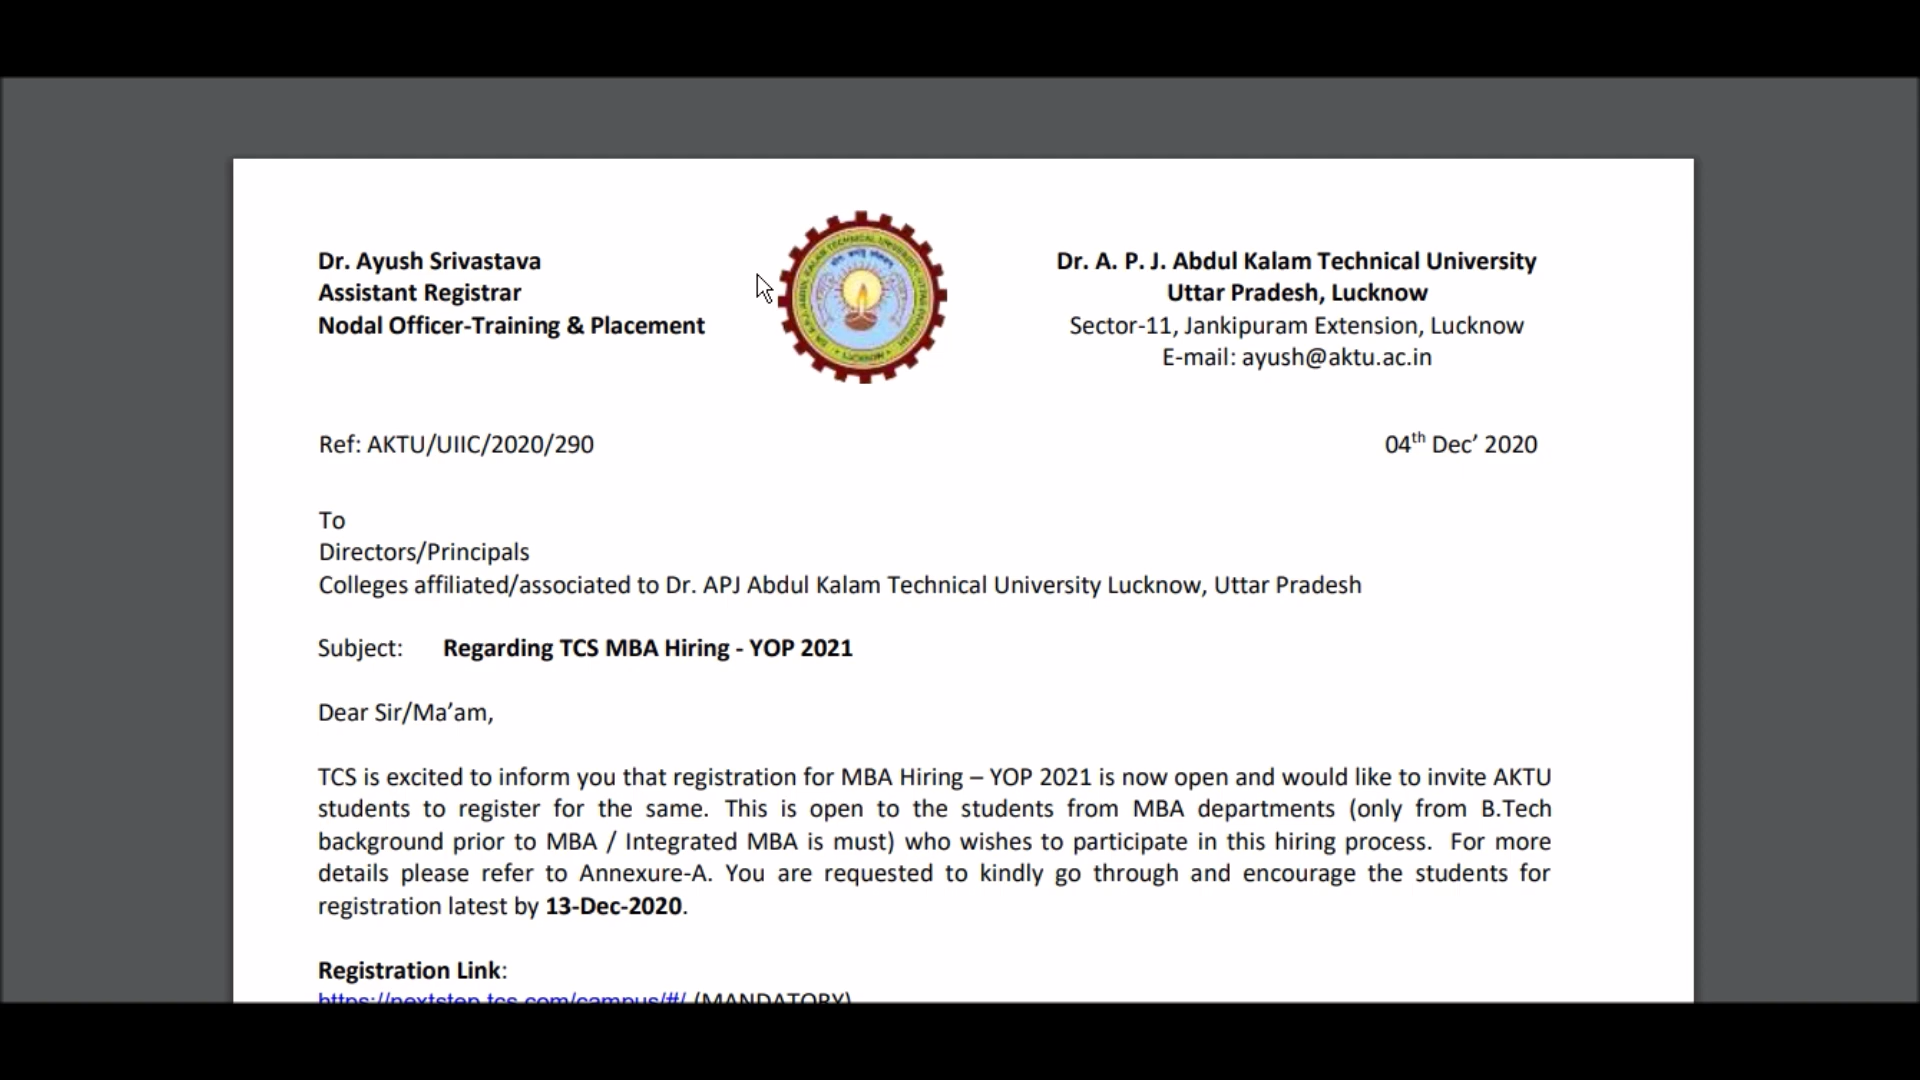 Dr. Ayush Srivastava
Assistant Registrar
Nodal Officer-Training & Placement
LUCKNOW
Dr. A. P. J. Abdul Kalam Technical University
Uttar Pradesh, Lucknow
Sector-11, Jankipuram Extension, Lucknow
E-mail: ayush@aktu.ac.in
Ref: AKTU/UIIC/2020/290
04th Dec’ 2020
To
Directors/Principals
Colleges affiliated/associated to Dr. APJ Abdul Kalam Technical University Lucknow, Uttar Pradesh
Subject: Regarding TCS MBA Hiring - YOP 2021
Dear Sir/Ma’am,
TCS is excited to inform you that registration for MBA Hiring – YOP 2021 is now open and would like to invite AKTU
students to register for the same. This is open to the students from MBA departments (only from B.Tech
background prior to MBA / Integrated MBA is must) who wishes to participate in this hiring process. For more
details please refer to Annexure-A. You are requested to kindly go through and encourage the students for
registration latest by 13-Dec-2020.
Registration Link:
https://nextstep.tcs.com/campus/#/ (MANDATORY)